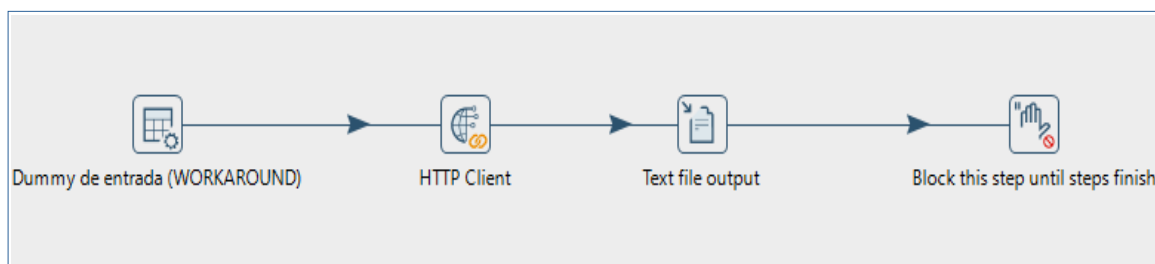 Dummy de entrada (WORKAROUND)
HTTP Client
Text file output
Block this step until steps finish